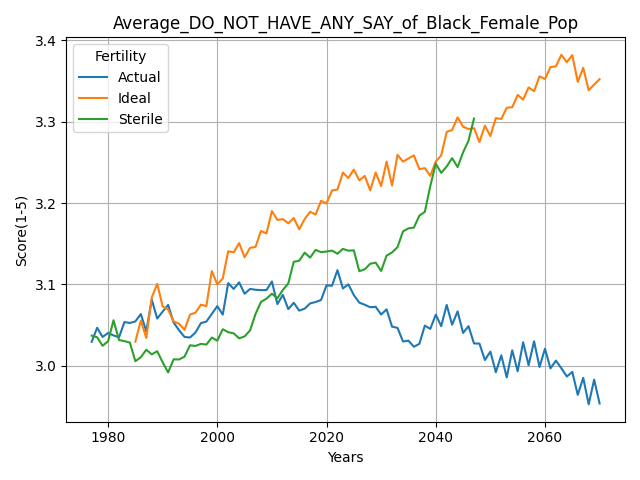 Average_DO_NOT_HAVE_ANY_SAY_of_Black_Female_Pop
Fertility
Actual
Ideal
Sterile
3.4
3.3
3.2
3.1
3.0
Score(1-5)
1980 2000 2020 2040 2060
Years